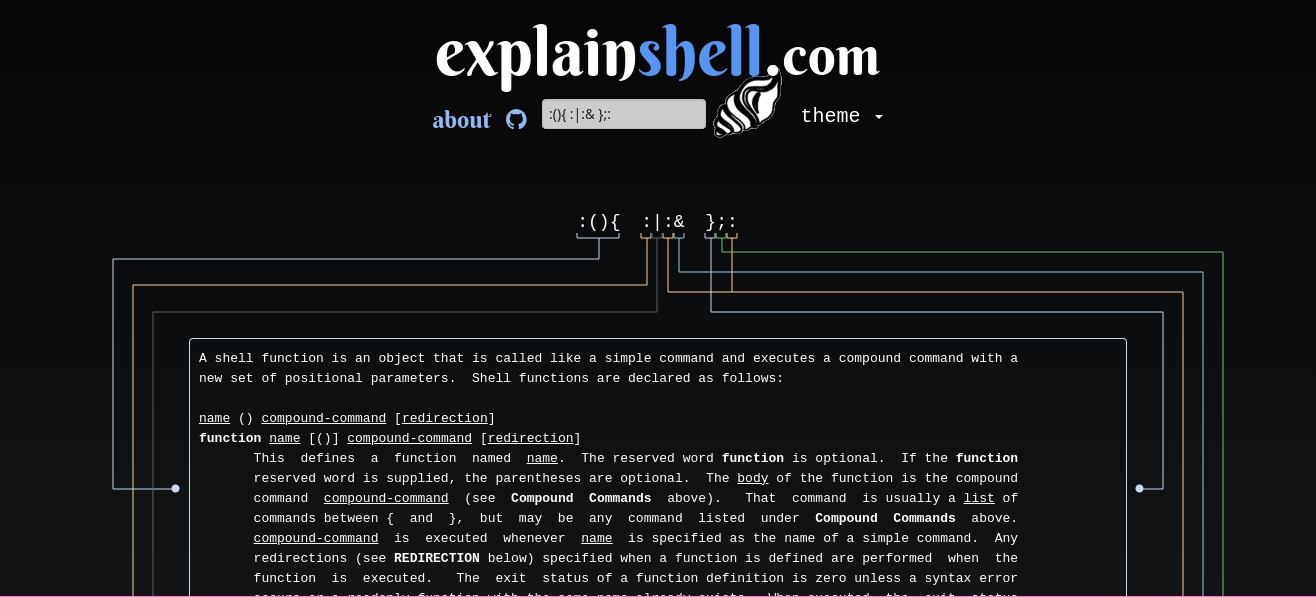 explainshell.com
about :(){ :|:& };: theme
:(){ :|:& };:
A shell function is an object that is called like a simple command and executes a compound command with a
new set of positional parameters. Shell functions are declared as follows:
name () compound-command [redirection]
function name [()] compound-command [redirection]
This defines a function named name. The reserved word function is optional. If the function
reserved word is supplied, the parentheses are optional. The body of the function is the compound
command compound-command (see Compound Commands above). That command is usually a list of
commands between { and }, but may be any command listed under Compound Commands above.
compound-command is executed whenever name is specified as the name of a simple command. Any
redirections (see REDIRECTION below) specified when a function is defined are performed when the
function is executed. The exit status of a function definition is zero unless a syntax error